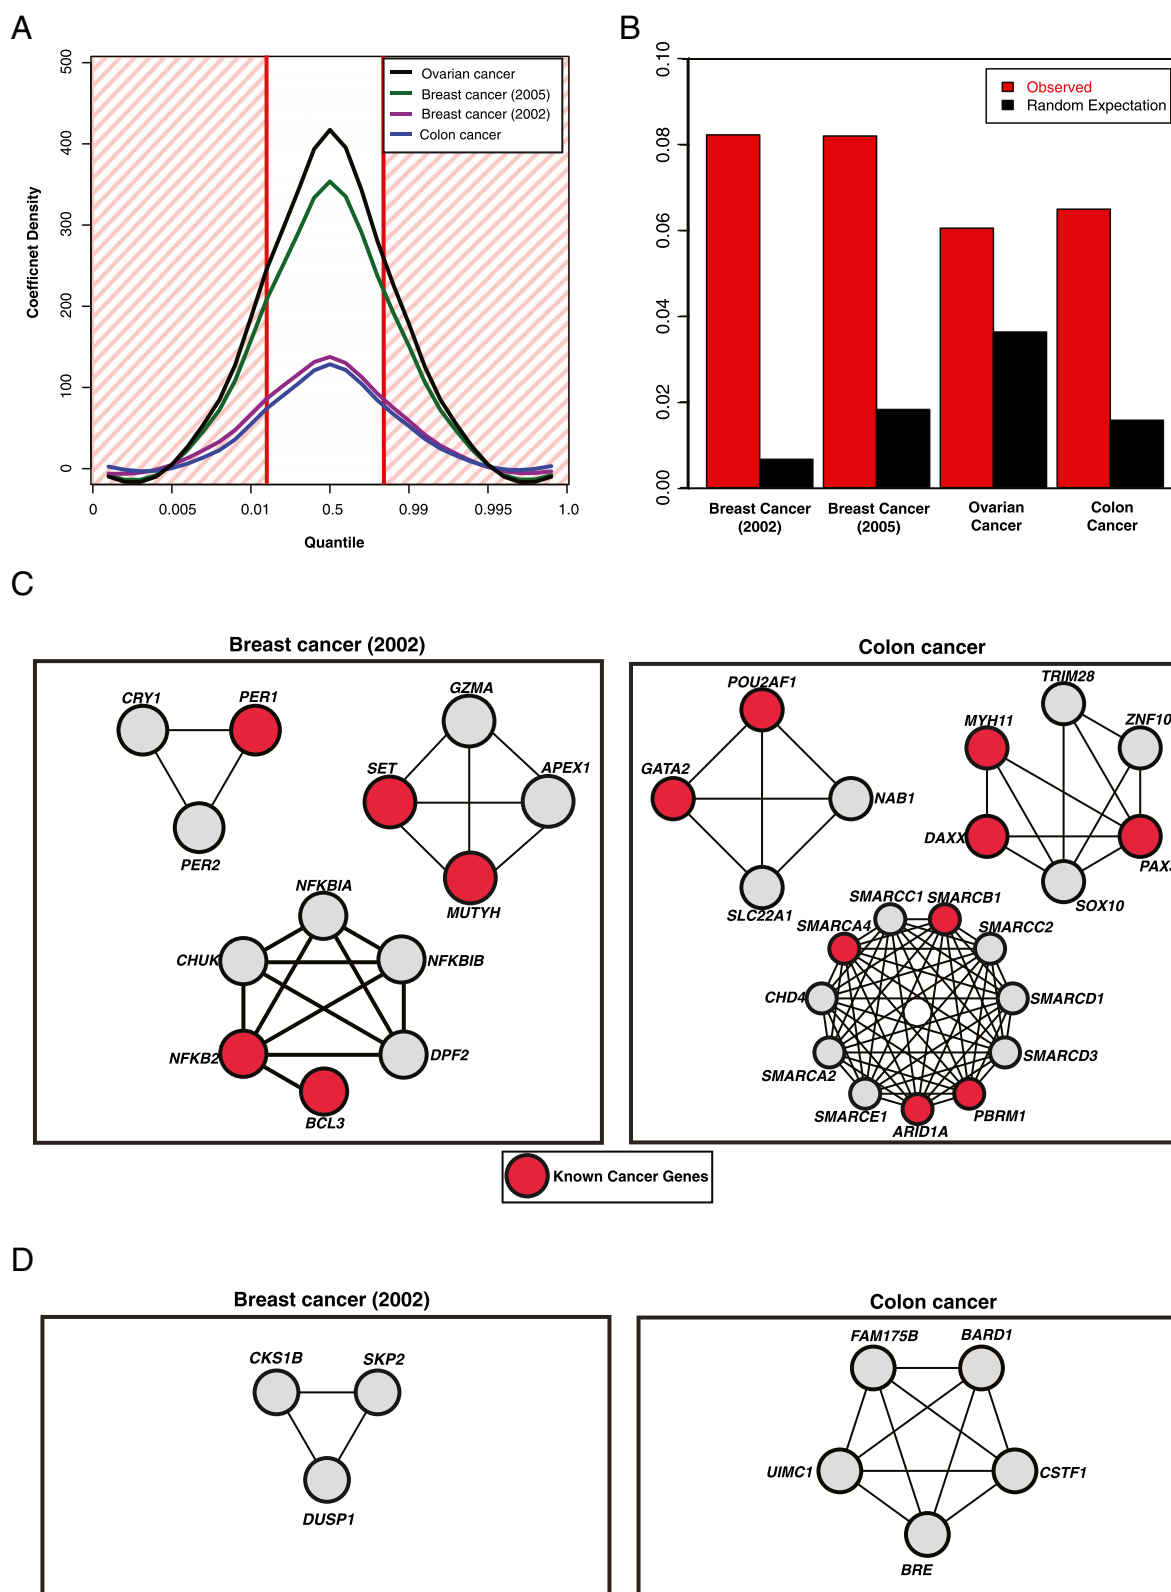 A
500
400
300
200
100
0
Coefficnet Density
Ovarian cancer
Breast cancer (2005)
Breast cancer (2002)
Colon cancer
0
0.005
0.01
0.5
0.99
0.995
1.0
Quantile
B
0.10
0.08
0.06
0.04
0.02
0.00
Observed
Random Expectation
Breast Cancer
(2002)
Breast Cancer
(2005)
Ovarian
Cancer
Colon
Cancer
C
Breast cancer (2002)
CRY1
PER1
PER2
GZMA
SET
APEX1
MUTYH
NFKBIA
CHUK
NFKBIB
NFKB2
DPF2
BCL3
Colon cancer
POU2AF1
GATA2
NAB1
SLC22A1
TRIM28
MYH11
ZNF10
DAXX
PAX
SOX10
SMARCC1
SMARCB1
SMARCA4
SMARCC2
CHD4
SMARCD1
SMARCA2
SMARCD3
SMARCE1
PBRM1
ARID1A
Known Cancer Genes
D
Breast cancer (2002)
CKS1B
SKP2
DUSP1
Colon cancer
FAM175B
BARD1
UIMC1
CSTF1
BRE